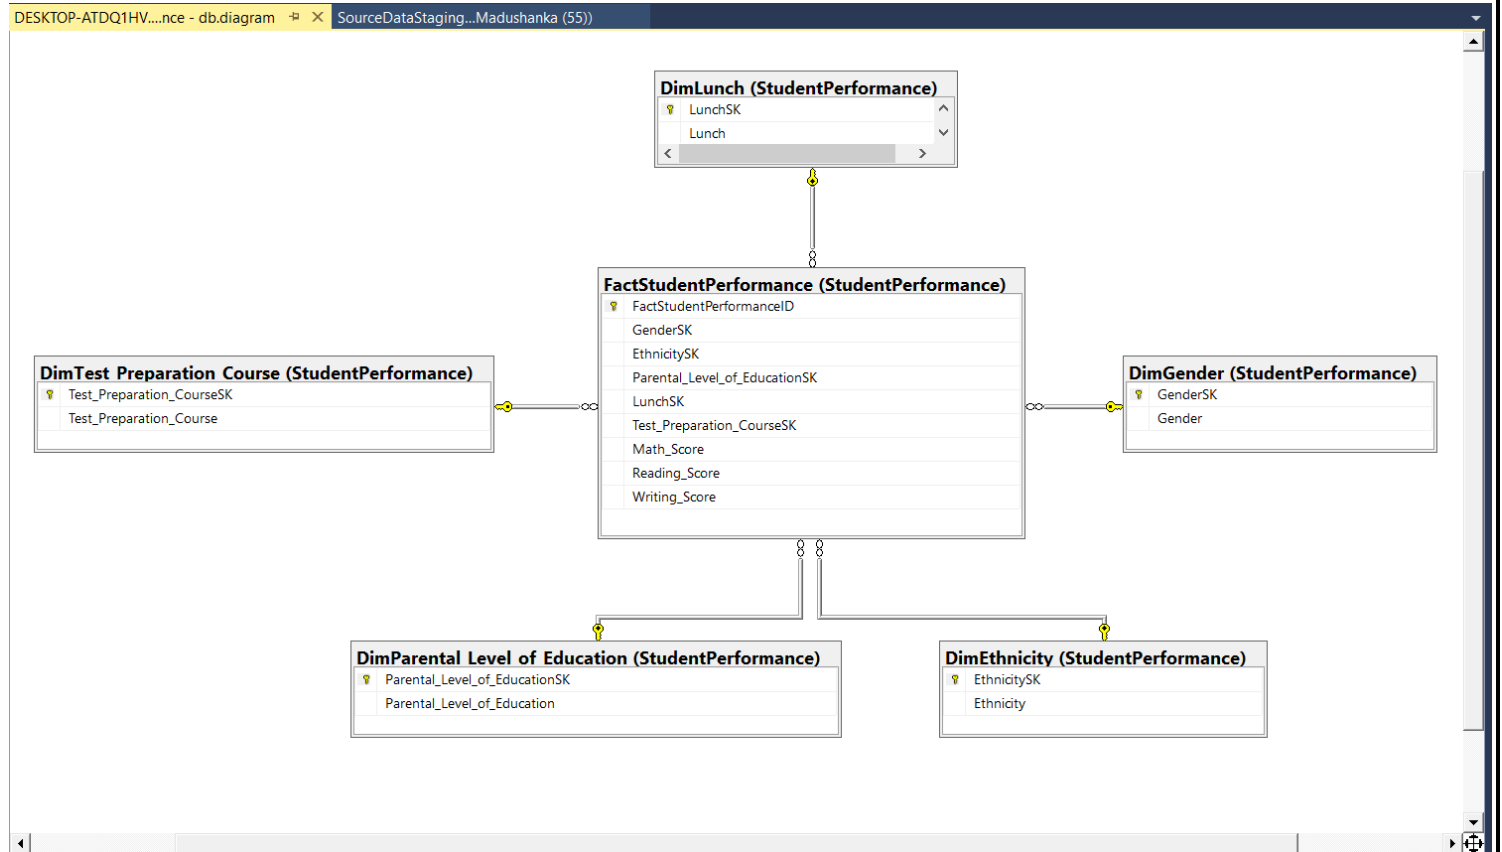 DESKTOP-ATDQ1HV....nce - db.diagram
SourceDataStaging...Madushanka (55))
DimLunch (StudentPerformance)
LunchSK
Lunch
FactStudentPerformance (StudentPerformance)
FactStudentPerformanceID
GenderSK
EthnicitySK
Parental_Level_of_EducationSK
LunchSK
Test_Preparation_CourseSK
Math_Score
Reading_Score
Writing_Score
DimTest_Preparation_Course (StudentPerformance)
Test_Preparation_CourseSK
Test_Preparation_Course
DimGender (StudentPerformance)
GenderSK
Gender
DimParental_Level_of_Education (StudentPerformance)
Parental_Level_of_EducationSK
Parental_Level_of_Education
DimEthnicity (StudentPerformance)
EthnicitySK
Ethnicity